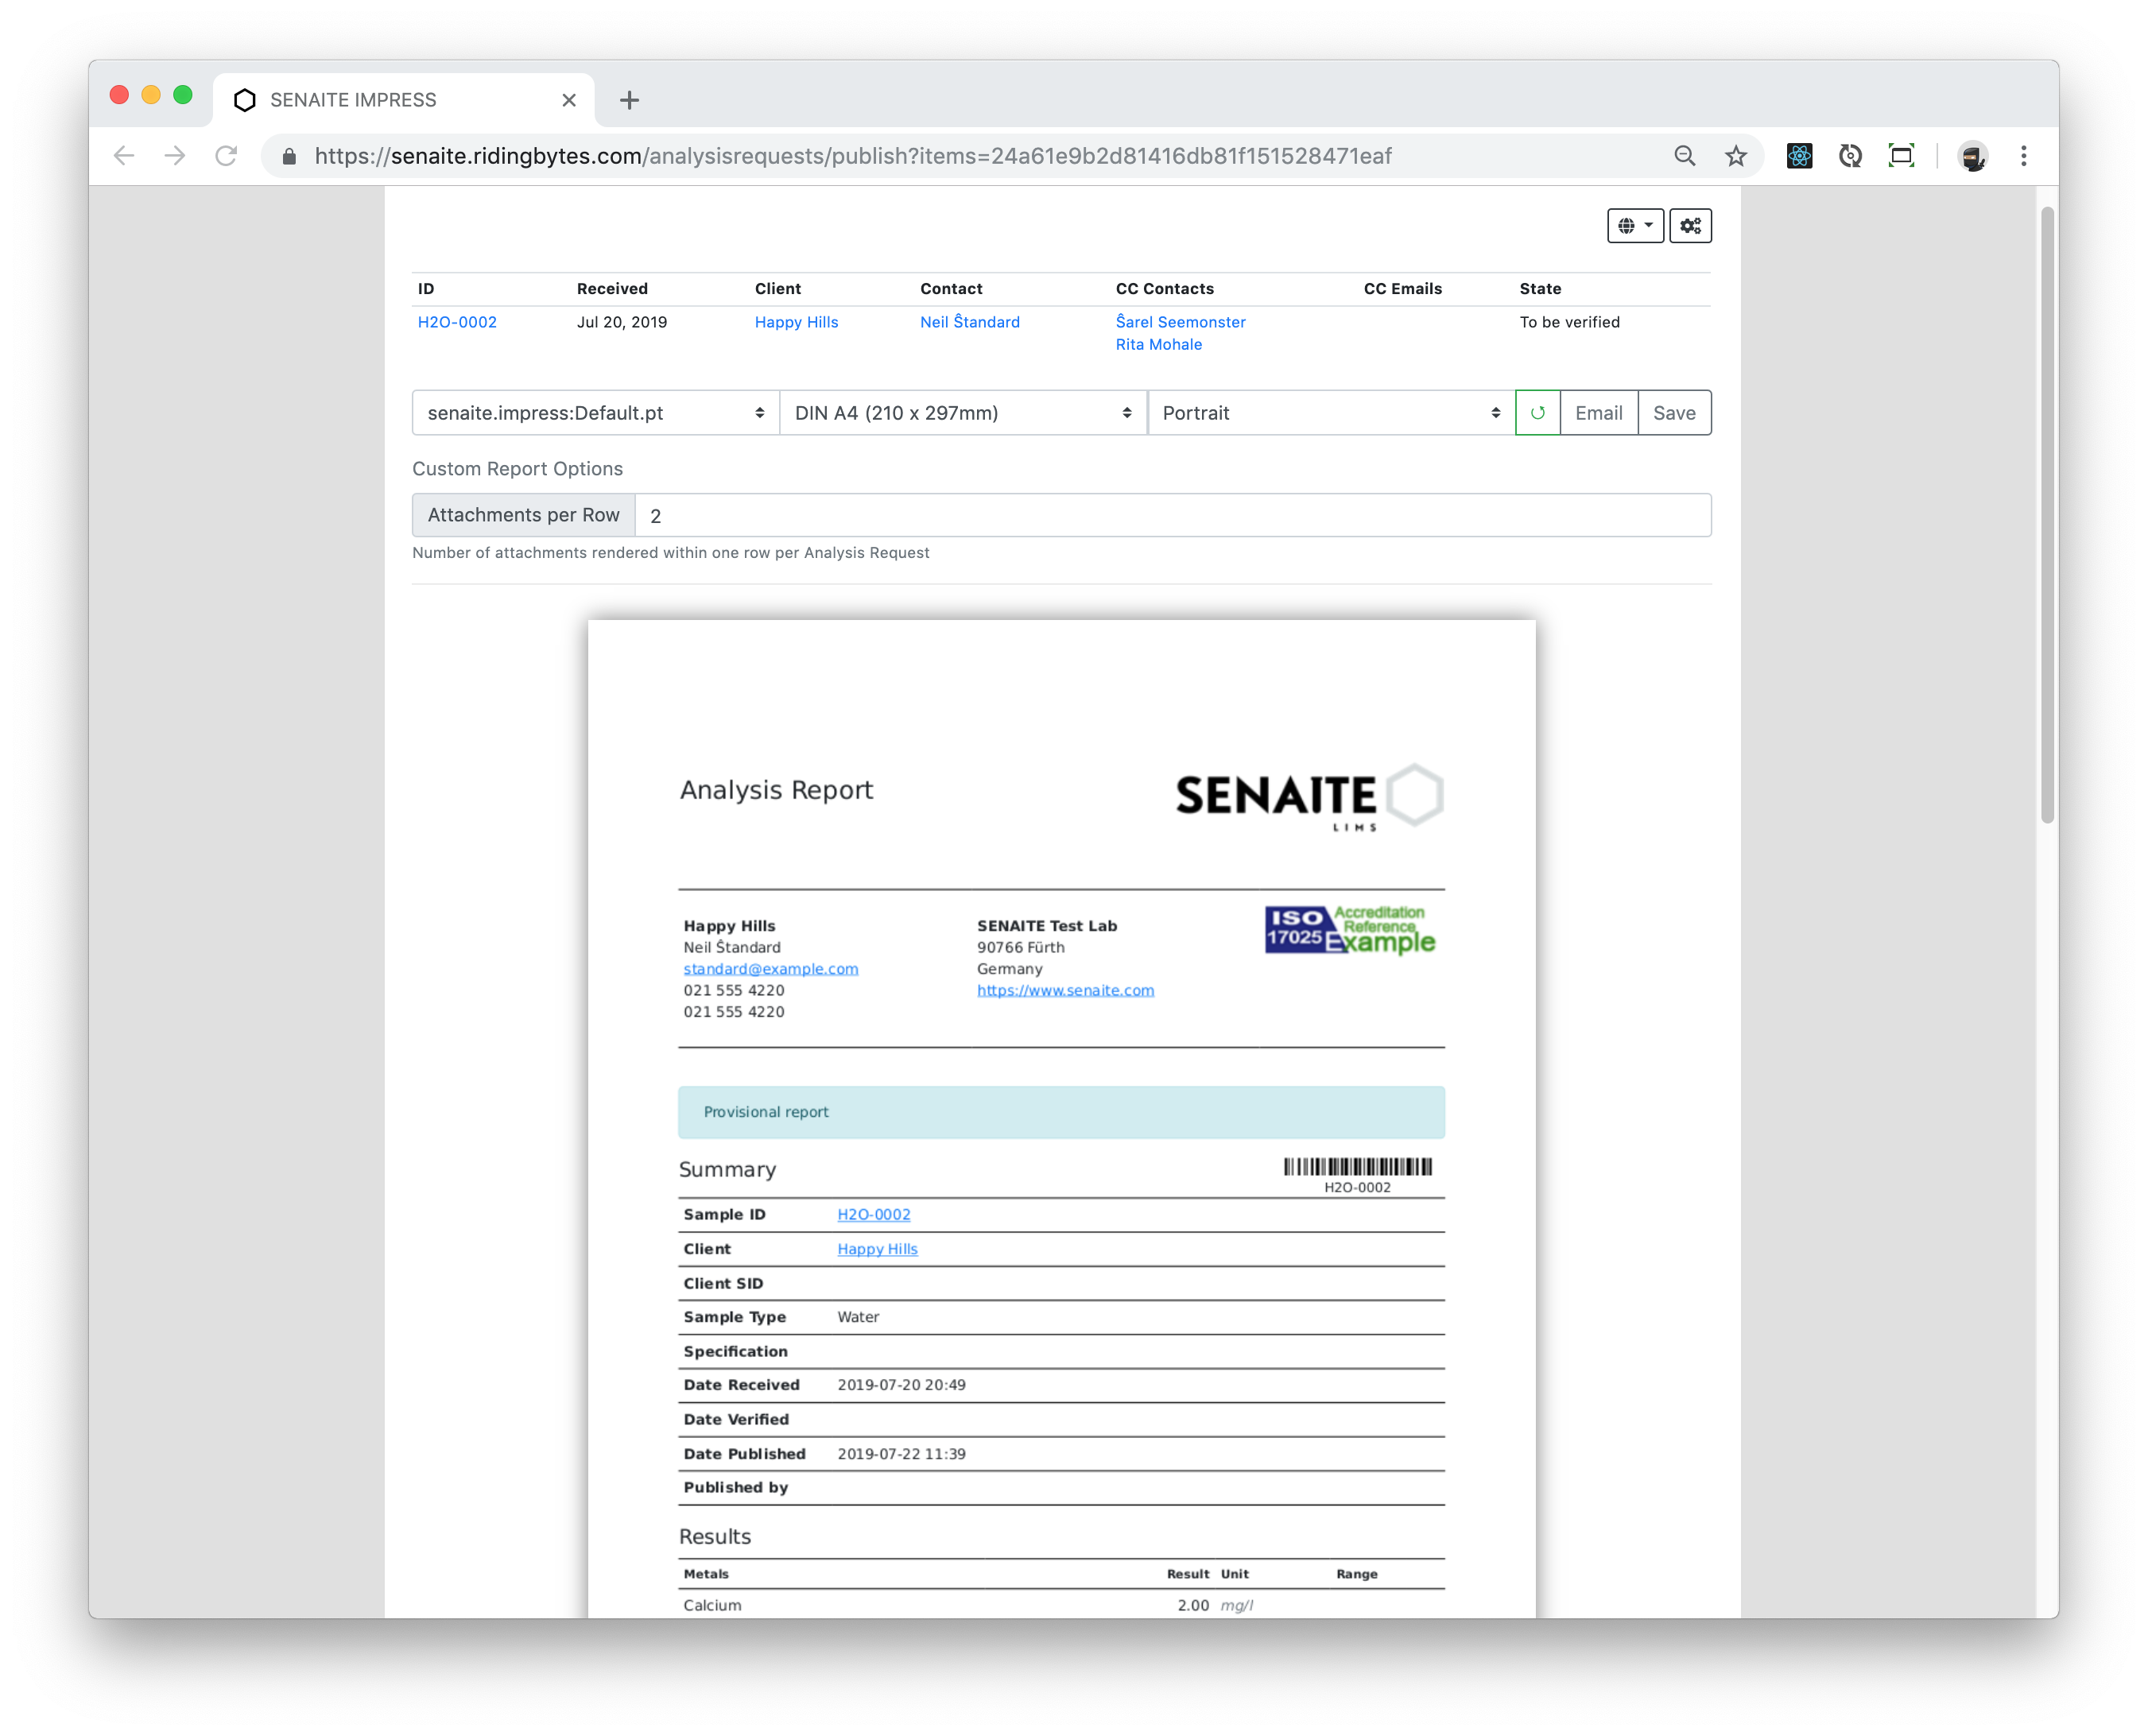 SENAITE IMPRESS
https://senaite.ridingbytes.com/analysisrequests/publish?items=24a61e9b2d81416db81f151528471eaf
ID Received Client Contact CC Contacts CC Emails State
H2O-0002 Jul 20, 2019 Happy Hills Neil Ŝtandard Ŝarel Seemonster To be verified
Rita Mohale
senaite.impress:Default.pt DIN A4 (210 x 297mm) Portrait Email Save
Custom Report Options
Attachments per Row 2
Number of attachments rendered within one row per Analysis Request
Analysis Report
SENAITE
LIMS
Happy Hills
Neil Ŝtandard
standard@example.com
021 555 4220
021 555 4220
SENAITE Test Lab
90766 Fürth
Germany
https://www.senaite.com
ISO Accreditation
Reference
17025 Example
Provisional report
Summary
H2O-0002
Sample ID H2O-0002
Client Happy Hills
Client SID
Sample Type Water
Specification
Date Received 2019-07-20 20:49
Date Verified
Date Published 2019-07-22 11:39
Published by
Results
Metals Result Unit Range
Calcium 2.00 mg/l